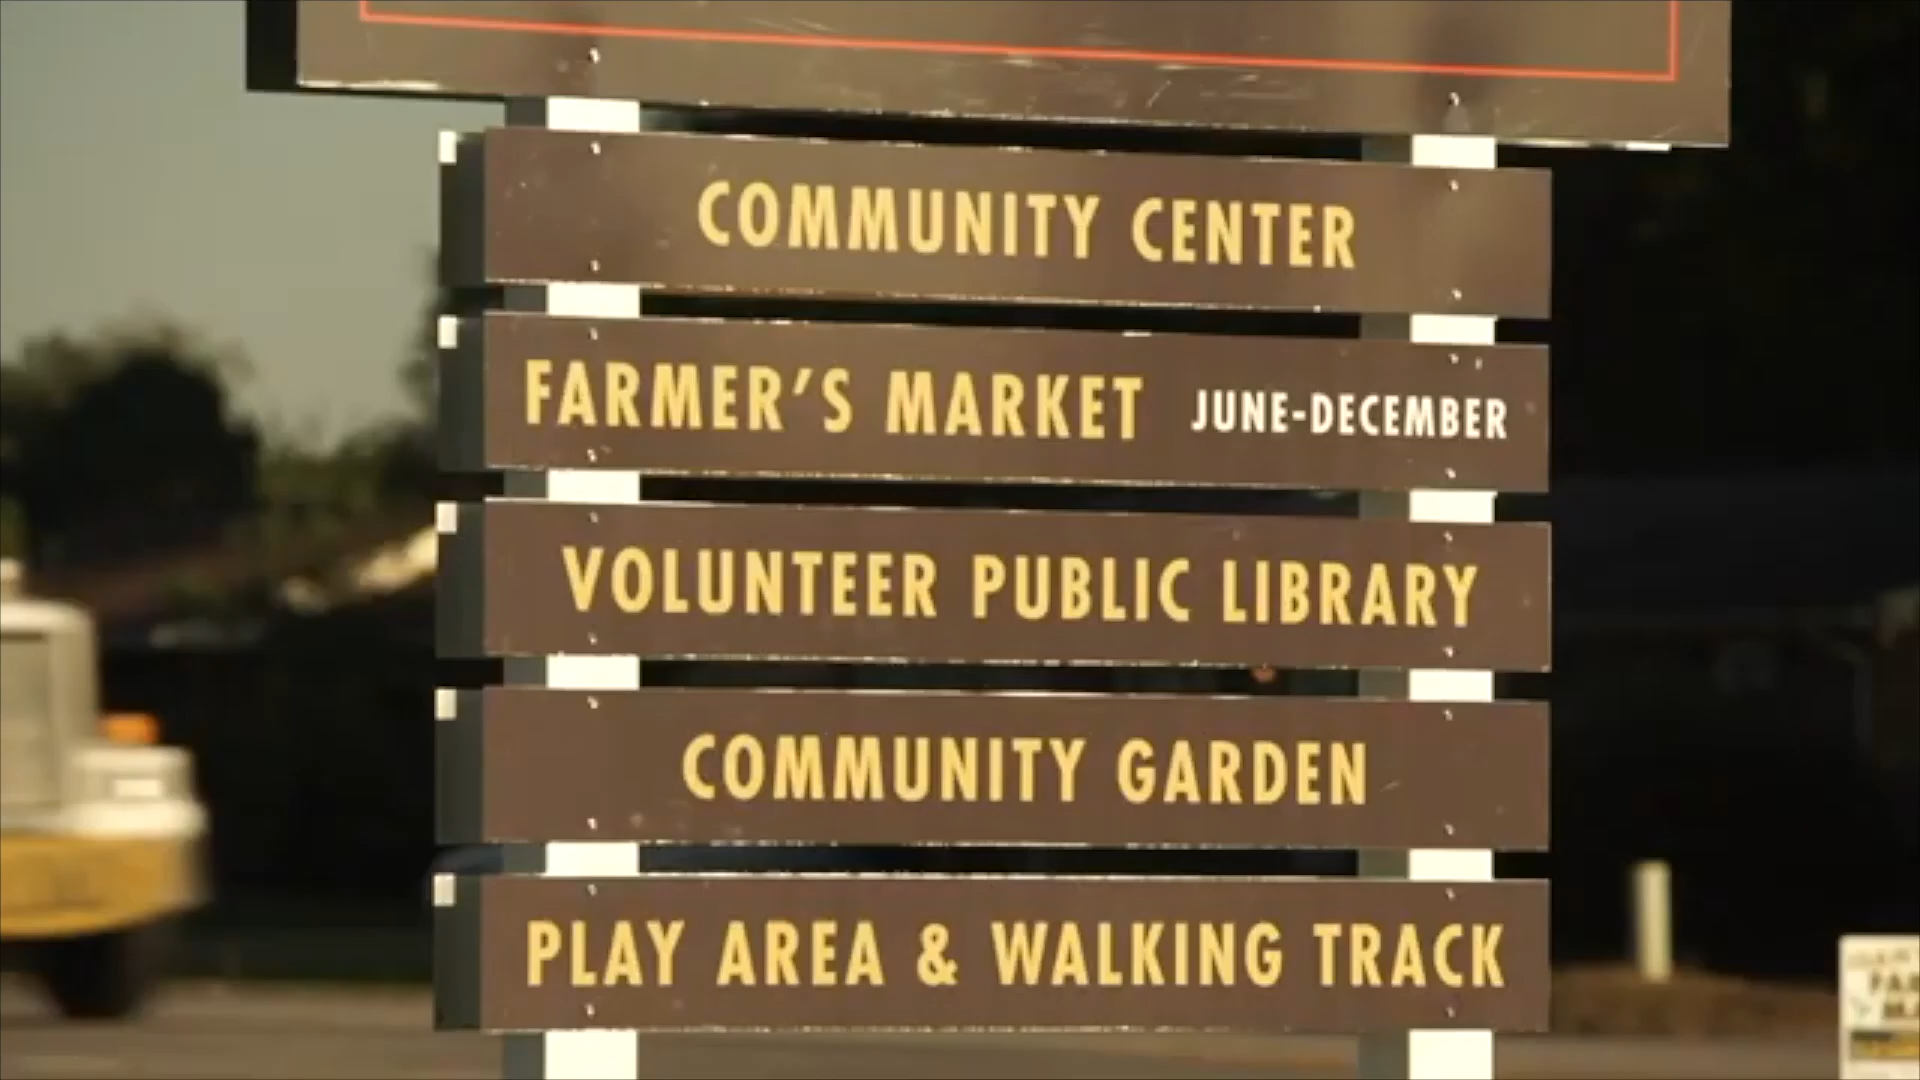 COMMUNITY CENTER
FARMER'S MARKET JUNE-DECEMBER
VOLUNTEER PUBLIC LIBRARY
COMMUNITY GARDEN
PLAY AREA & WALKING TRACK